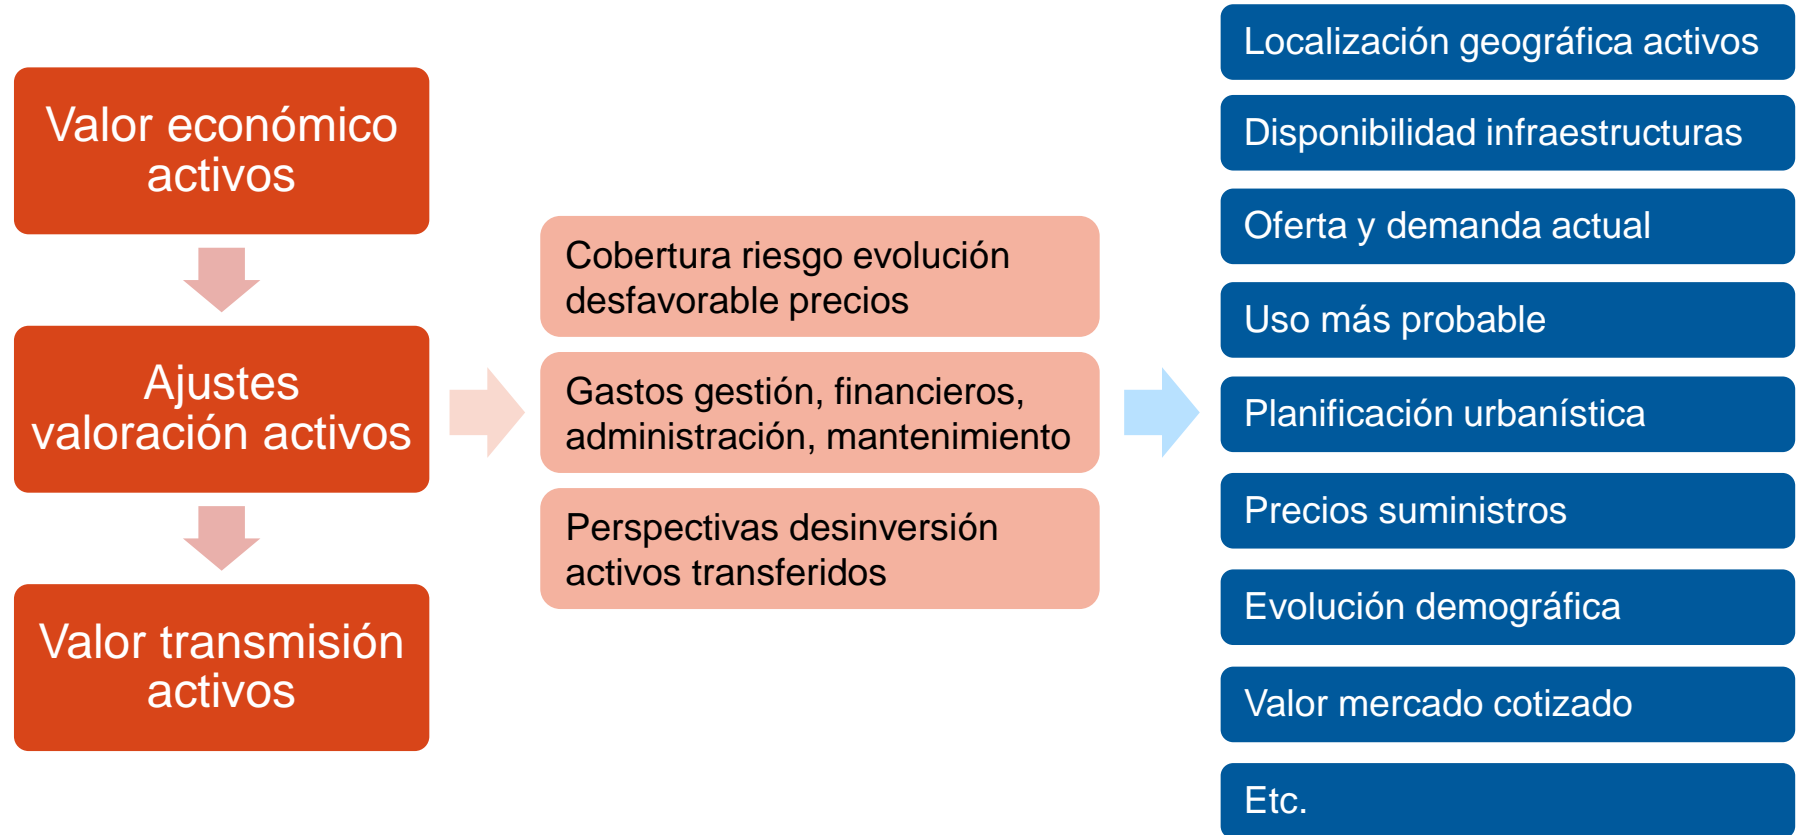 Valor económico
activos
Ajustes
valoración activos
Valor transmisión
activos
Cobertura riesgo evolución
desfavorable precios
Gastos gestión, financieros,
administración, mantenimiento
Perspectivas desinversión
activos transferidos
Localización geográfica activos
Disponibilidad infraestructuras
Oferta y demanda actual
Uso más probable
Planificación urbanística
Precios suministros
Evolución demográfica
Valor mercado cotizado
Etc.